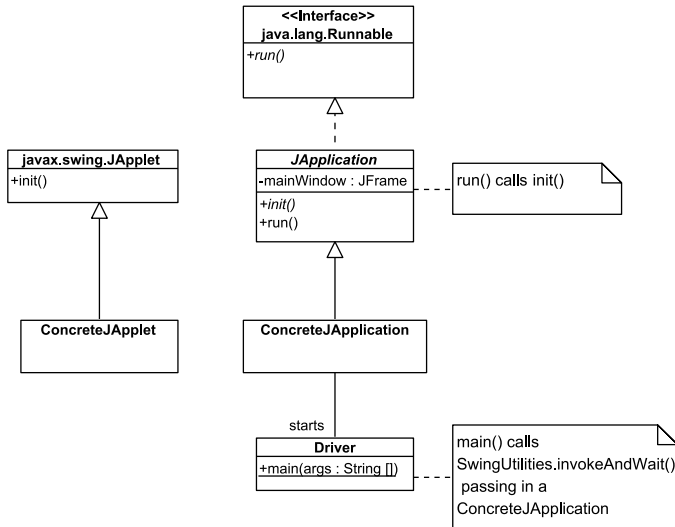 <<Interface>>
java.lang.Runnable
+run()
javax.swing.JApplet
+init()
JApplication
-mainWindow : JFrame
+init()
+run()
run() calls init()
ConcreteJApplet
ConcreteJApplication
starts
Driver
+main(args : String [])
main() calls
SwingUtilities.invokeAndWait()
passing in a
ConcreteJApplication